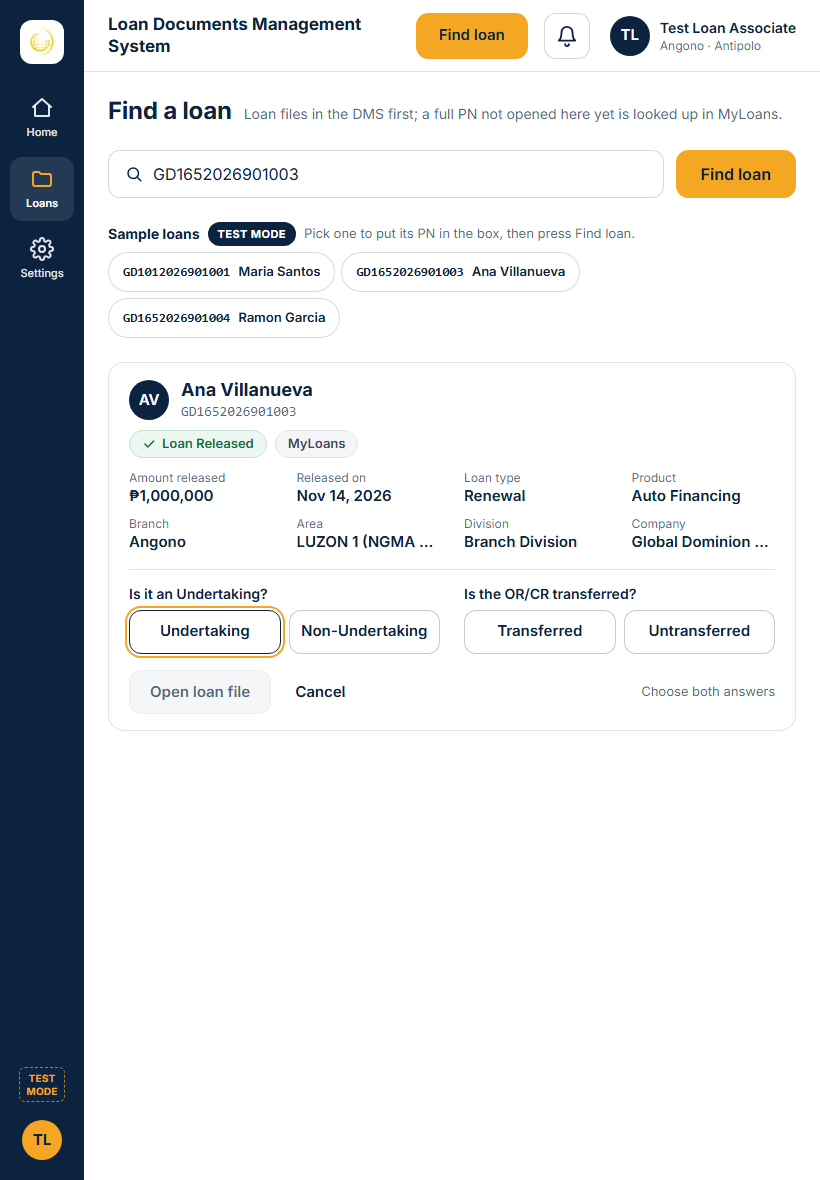 Loan Documents Management
System
Find loan
TL
Test Loan Associate
Angono · Antipolo
Home
Loans
Settings
TEST
MODE
TL
Find a loan
Loan files in the DMS first; a full PN not opened here yet is looked up in MyLoans.
GD1652026901003
Find loan
Sample loans
TEST MODE
Pick one to put its PN in the box, then press Find loan.
GD1012026901001 Maria Santos
GD1652026901003 Ana Villanueva
GD1652026901004 Ramon Garcia
AV
Ana Villanueva
GD1652026901003
Loan Released
MyLoans
Amount released
₱1,000,000
Released on
Nov 14, 2026
Loan type
Renewal
Product
Auto Financing
Branch
Angono
Area
LUZON 1 (NGMA ...
Division
Branch Division
Company
Global Dominion ...
Is it an Undertaking?
Undertaking
Non-Undertaking
Is the OR/CR transferred?
Transferred
Untransferred
Open loan file
Cancel
Choose both answers